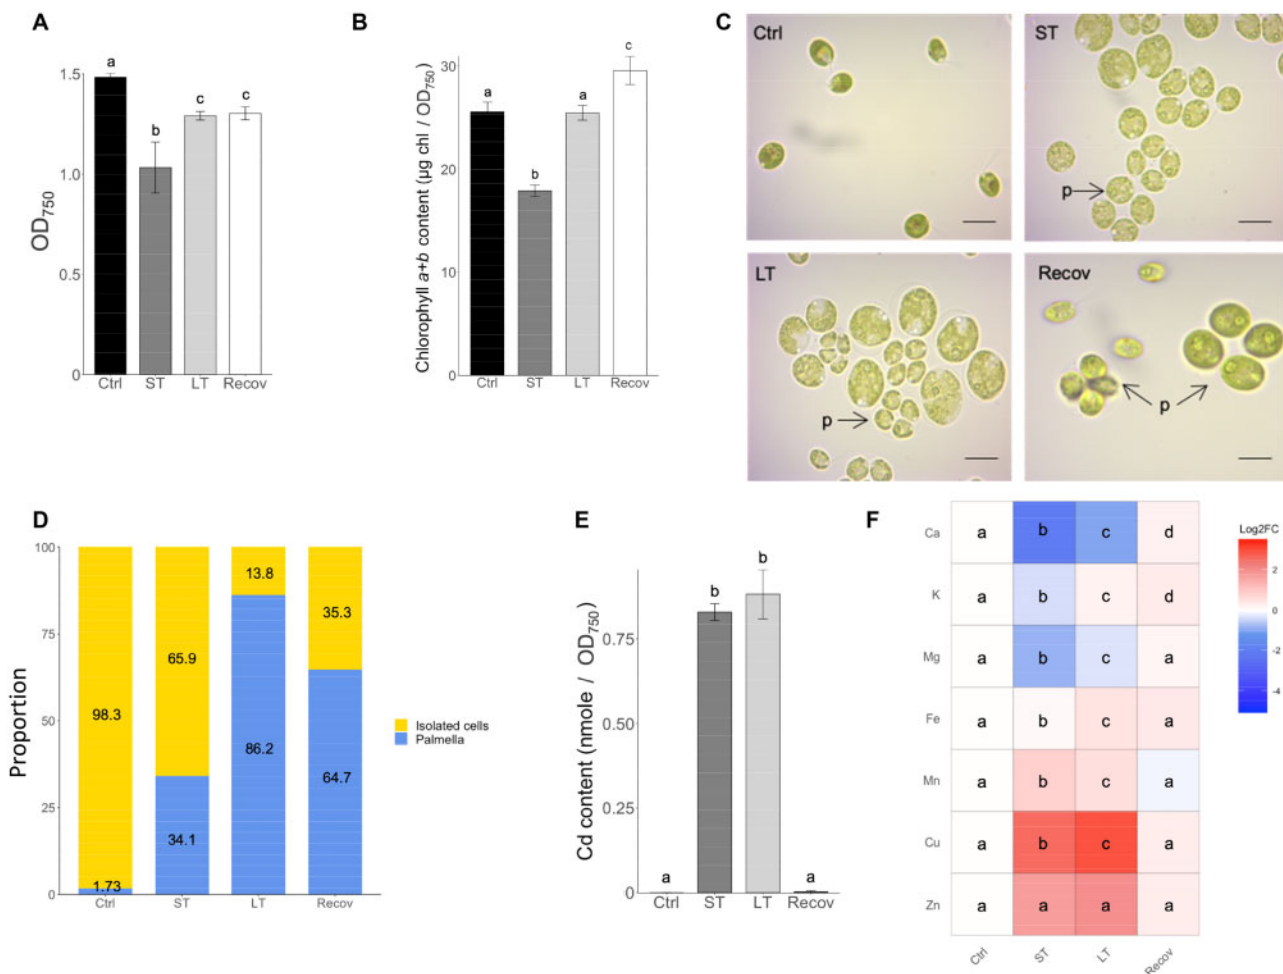 A
OD750
1.5
1.0
0.5
0
a
b
c
c
Ctrl
ST
LT
Recov
B
Chlorophyll a+b content (µg chl / OD750)
30
20
10
0
a
b
a
c
Ctrl
ST
LT
Recov
C
Ctrl
ST
p
LT
p
Recov
p
D
Proportion
100
75
50
25
0
98.3
1.73
65.9
34.1
13.8
86.2
35.3
64.7
Ctrl
ST
LT
Recov
Isolated cells
Palmella
E
Cd content (nmole / OD750)
0.75
0.50
0.25
0
a
b
b
a
Ctrl
ST
LT
Recov
F
Ca a b c d
K a b c d
Mg a b c a
Fe a b c a
Mn a b c a
Cu a b c a
Zn a a a a
Ctrl
ST
LT
Recov
Log2FC
2
0
-2
-4